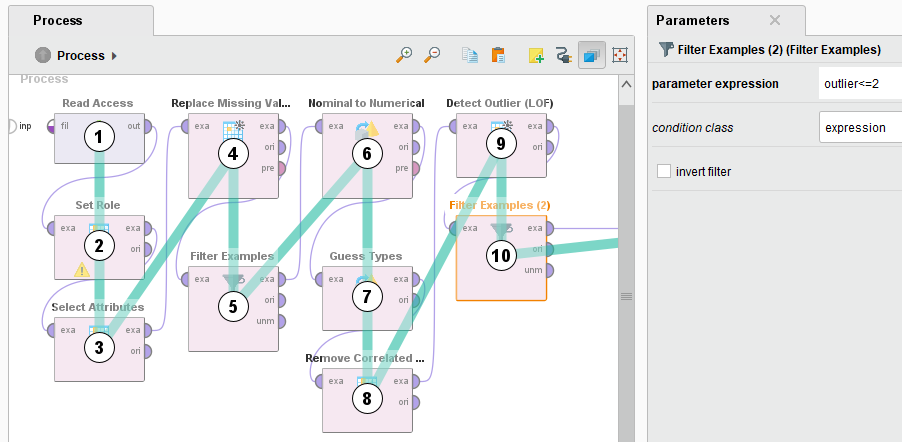 Process
Process
Process
inp
Read Access
fil
out
1
Set Role
exa
exa
ori
2
Select Attributes
exa
exa
ori
3
Replace Missing Val...
exa
exa
ori
pre
4
Filter Examples
exa
exa
ori
unm
5
Nominal to Numerical
exa
exa
ori
pre
6
Guess Types
exa
exa
ori
7
Remove Correlated ...
exa
exa
ori
8
Detect Outlier (LOF)
exa
exa
ori
9
Filter Examples (2)
exa
exa
ori
unm
10
Parameters
Filter Examples (2) (Filter Examples)
parameter expression
outlier<=2
condition class
expression
invert filter